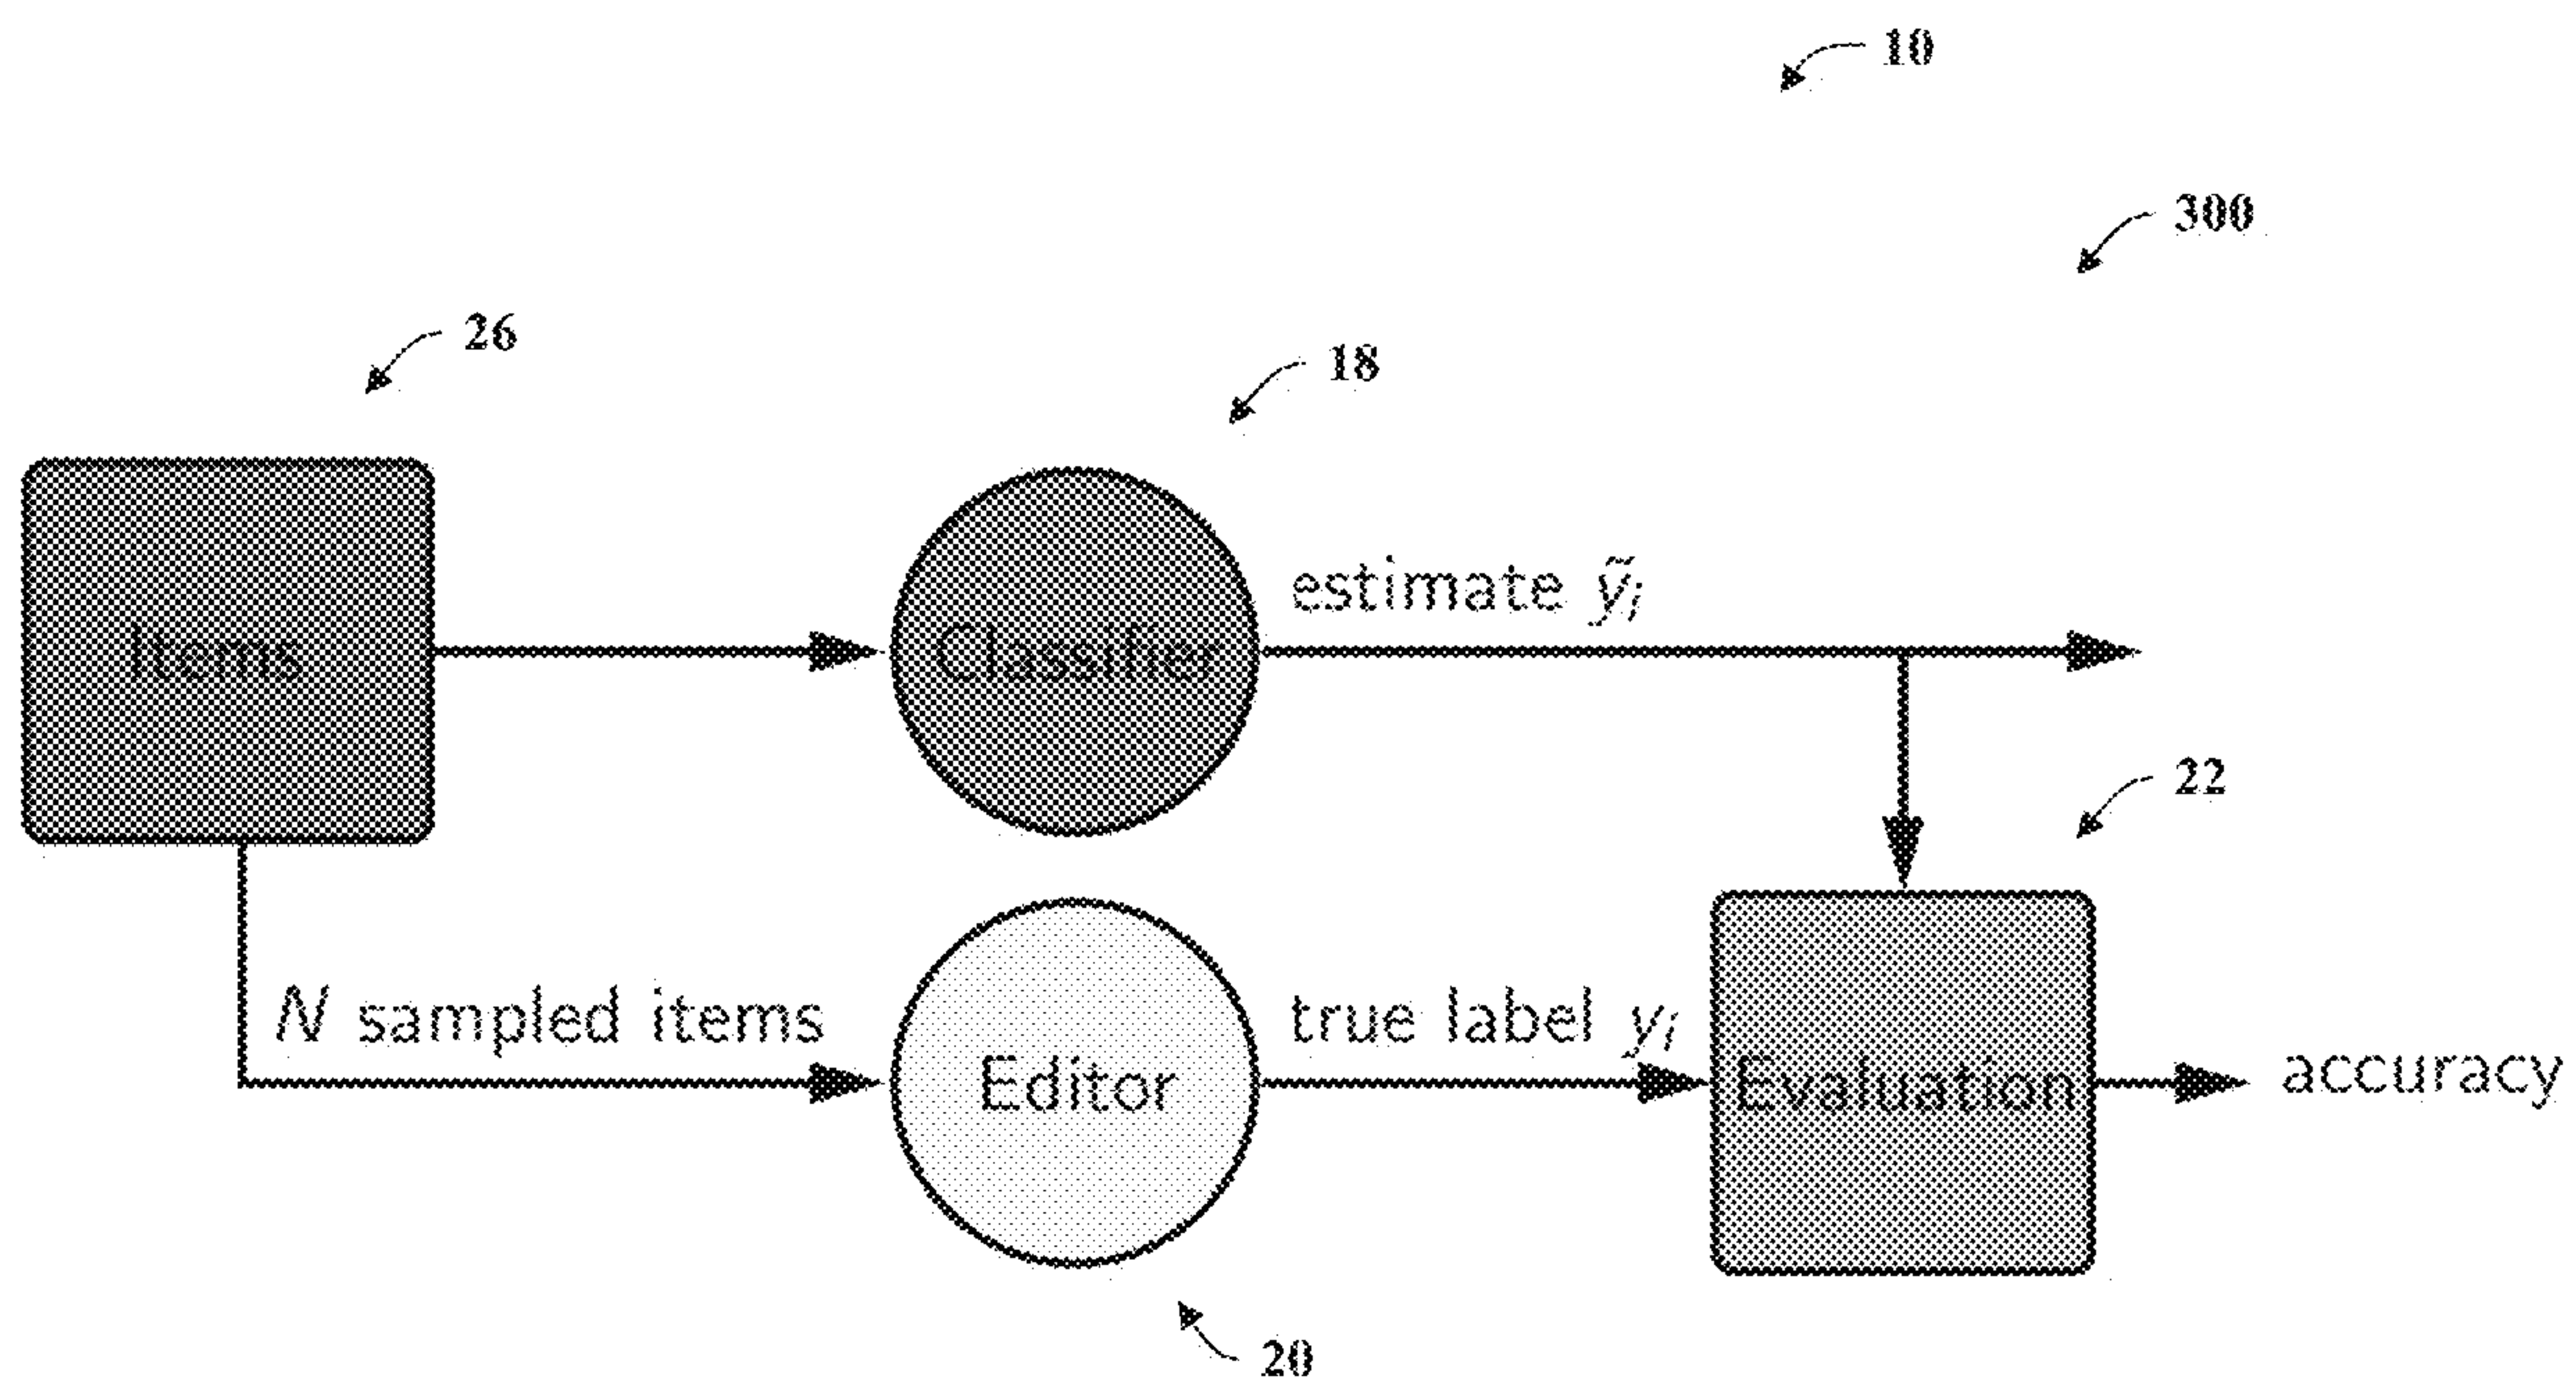 10
300
26
18
estimate ỹᵢ
Items
Classifier
22
N sampled items
true label yᵢ
Editor
Evaluation
accuracy
20